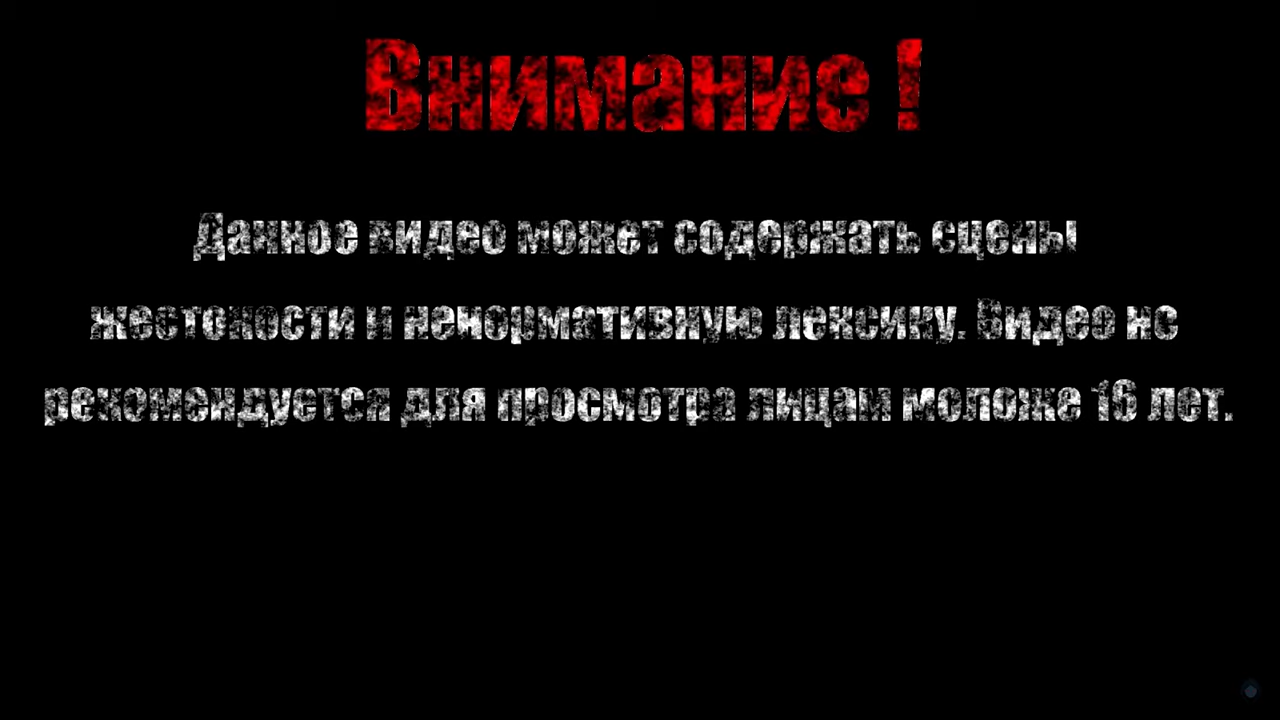 Внимание !
Данное видео может содержать сцены
жестокости и ненормативную лексику. Видео не
рекомендуется для просмотра лицам моложе 16 лет.